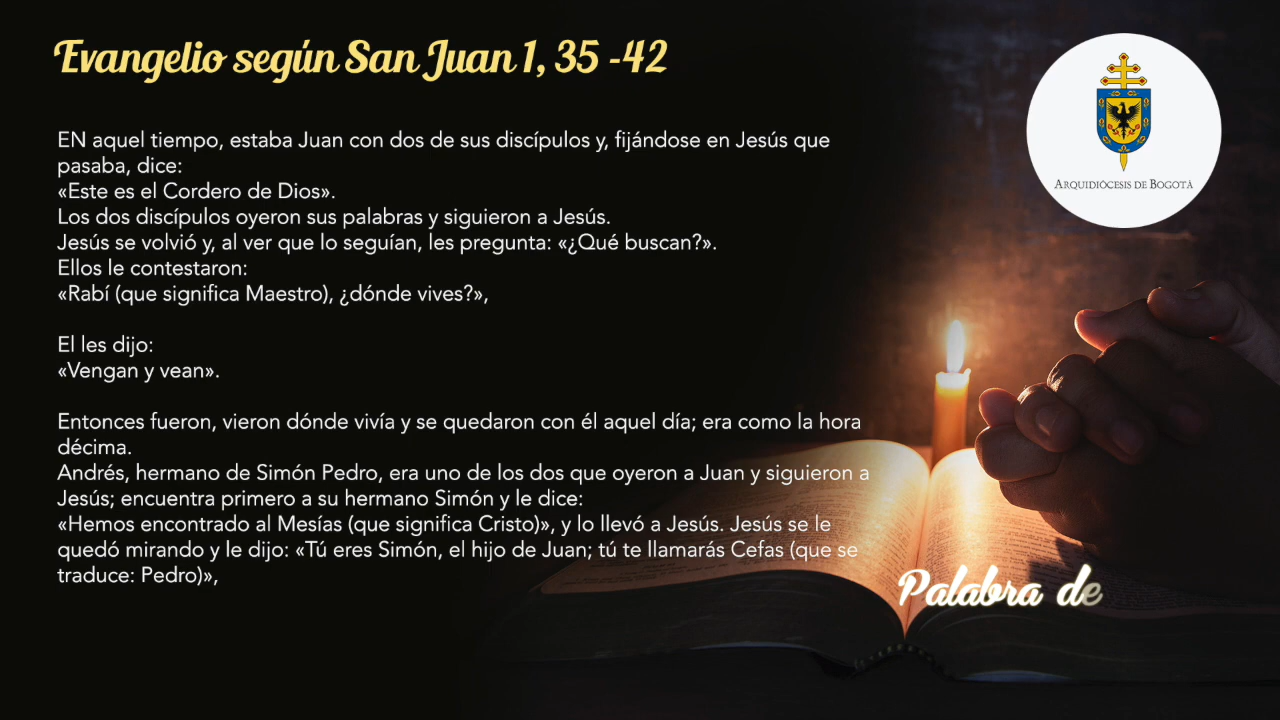 Evangelio según San Juan 1, 35 -42
ARQUIDIÓCESIS DE BOGOTÁ
EN aquel tiempo, estaba Juan con dos de sus discípulos y, fijándose en Jesús que
pasaba, dice:
«Este es el Cordero de Dios».
Los dos discípulos oyeron sus palabras y siguieron a Jesús.
Jesús se volvió y, al ver que lo seguían, les pregunta: «¿Qué buscan?».
Ellos le contestaron:
«Rabí (que significa Maestro), ¿dónde vives?»,
El les dijo:
«Vengan y vean».
Entonces fueron, vieron dónde vivía y se quedaron con él aquel día; era como la hora
décima.
Andrés, hermano de Simón Pedro, era uno de los dos que oyeron a Juan y siguieron a
Jesús; encuentra primero a su hermano Simón y le dice:
«Hemos encontrado al Mesías (que significa Cristo)», y lo llevó a Jesús. Jesús se le
quedó mirando y le dijo: «Tú eres Simón, el hijo de Juan; tú te llamarás Cefas (que se
traduce: Pedro)»,
Palabra de